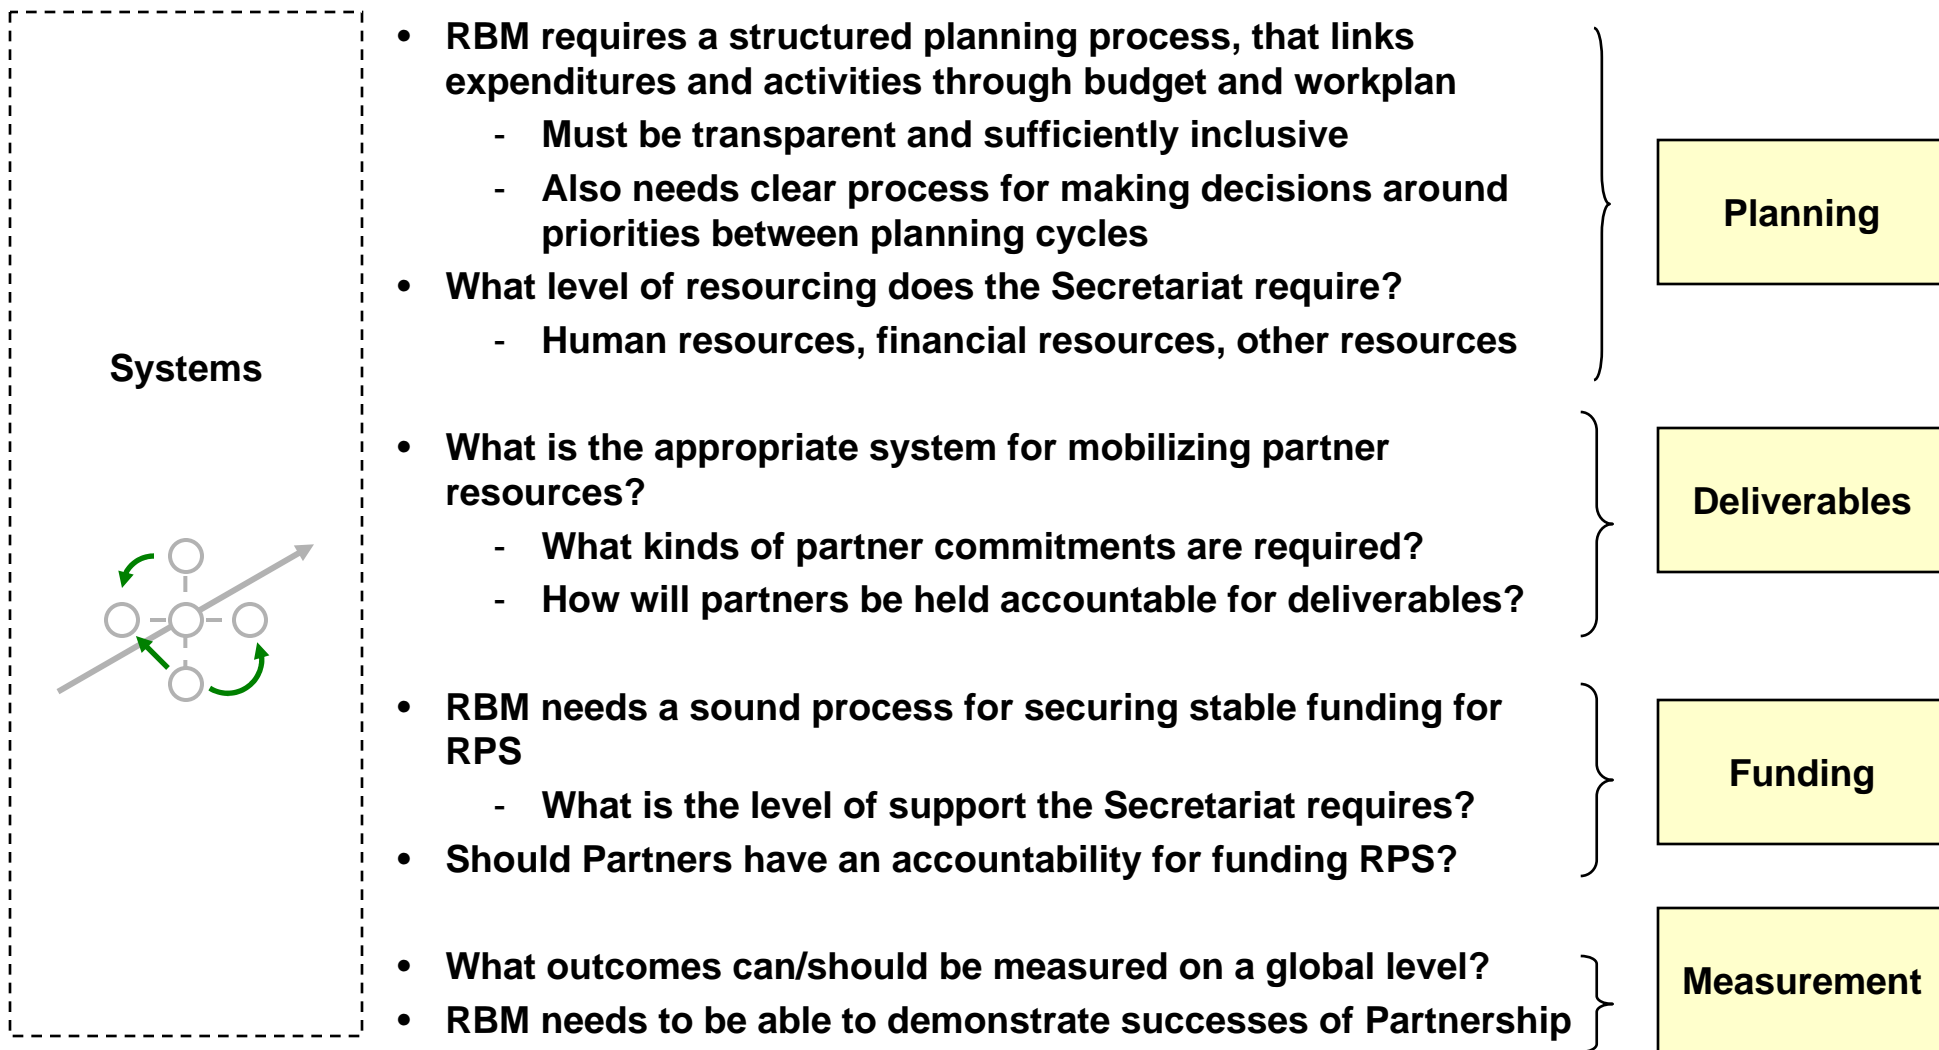 Systems
• RBM requires a structured planning process, that links
expenditures and activities through budget and workplan
- Must be transparent and sufficiently inclusive
- Also needs clear process for making decisions around
priorities between planning cycles
• What level of resourcing does the Secretariat require?
- Human resources, financial resources, other resources
Planning
• What is the appropriate system for mobilizing partner
resources?
- What kinds of partner commitments are required?
- How will partners be held accountable for deliverables?
Deliverables
• RBM needs a sound process for securing stable funding for
RPS
- What is the level of support the Secretariat requires?
• Should Partners have an accountability for funding RPS?
Funding
• What outcomes can/should be measured on a global level?
• RBM needs to be able to demonstrate successes of Partnership
Measurement